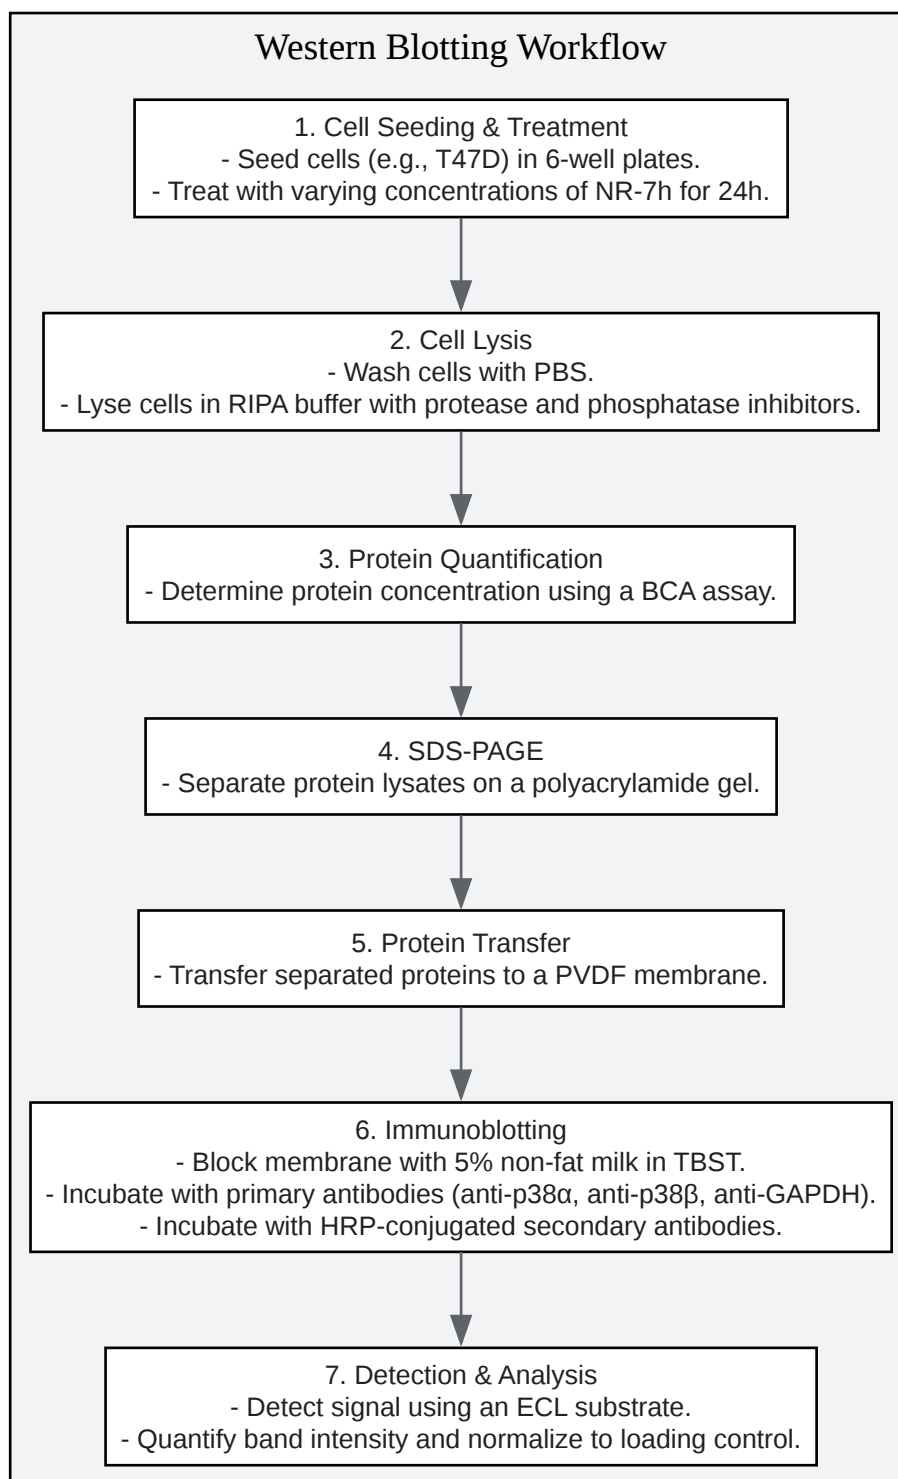 Western Blotting Workflow
1. Cell Seeding & Treatment
- Seed cells (e.g., T47D) in 6-well plates.
- Treat with varying concentrations of NR-7h for 24h.
2. Cell Lysis
- Wash cells with PBS.
- Lyse cells in RIPA buffer with protease and phosphatase inhibitors.
3. Protein Quantification
- Determine protein concentration using a BCA assay.
4. SDS-PAGE
- Separate protein lysates on a polyacrylamide gel.
5. Protein Transfer
- Transfer separated proteins to a PVDF membrane.
6. Immunoblotting
- Block membrane with 5% non-fat milk in TBST.
- Incubate with primary antibodies (anti-p38α, anti-p38β, anti-GAPDH).
- Incubate with HRP-conjugated secondary antibodies.
7. Detection & Analysis
- Detect signal using an ECL substrate.
- Quantify band intensity and normalize to loading control.